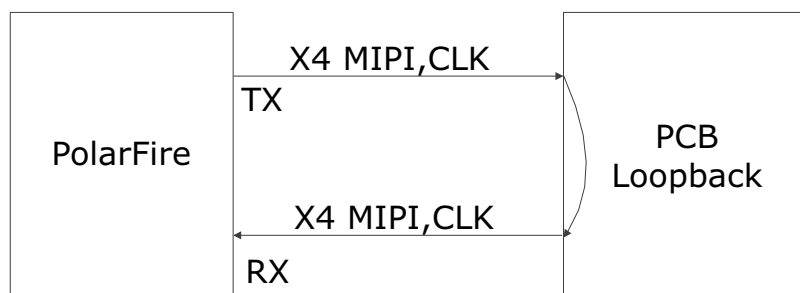 X4 MIPI,CLK
TX
PolarFire
PCB
Loopback
X4 MIPI,CLK
RX